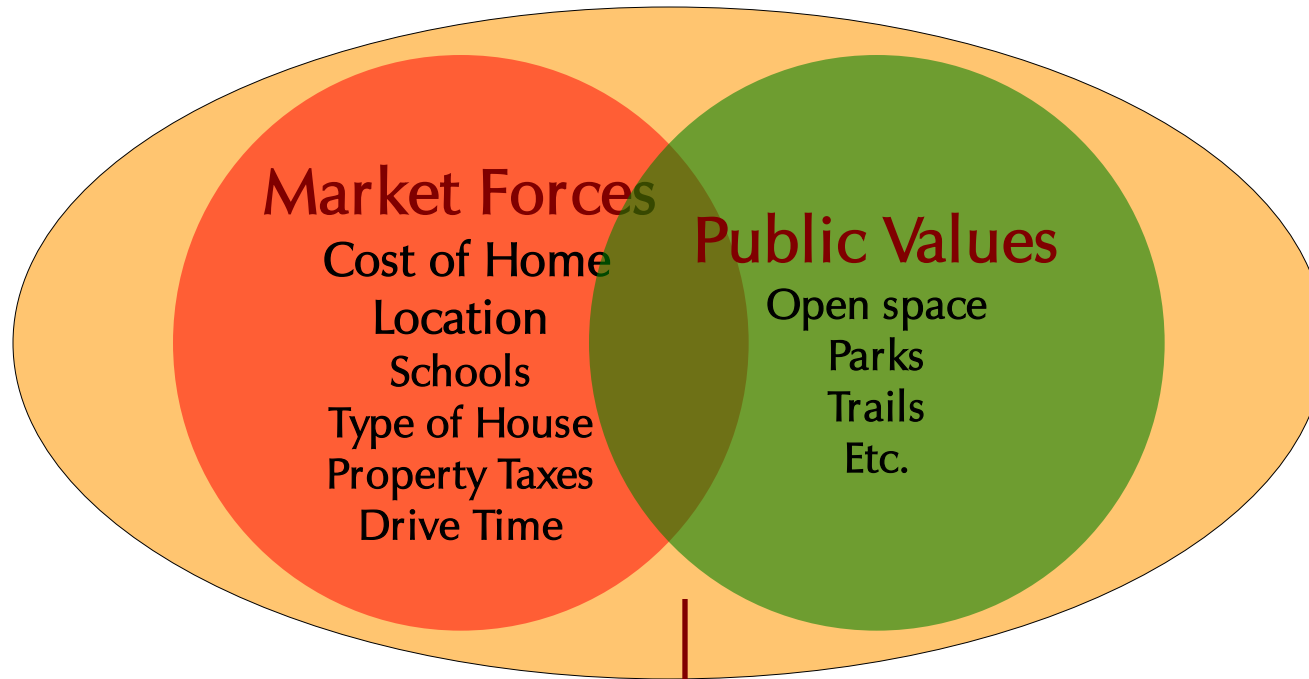 Market Forces
Cost of Home
Location
Schools
Type of House
Property Taxes
Drive Time
Public Values
Open space
Parks
Trails
Etc.